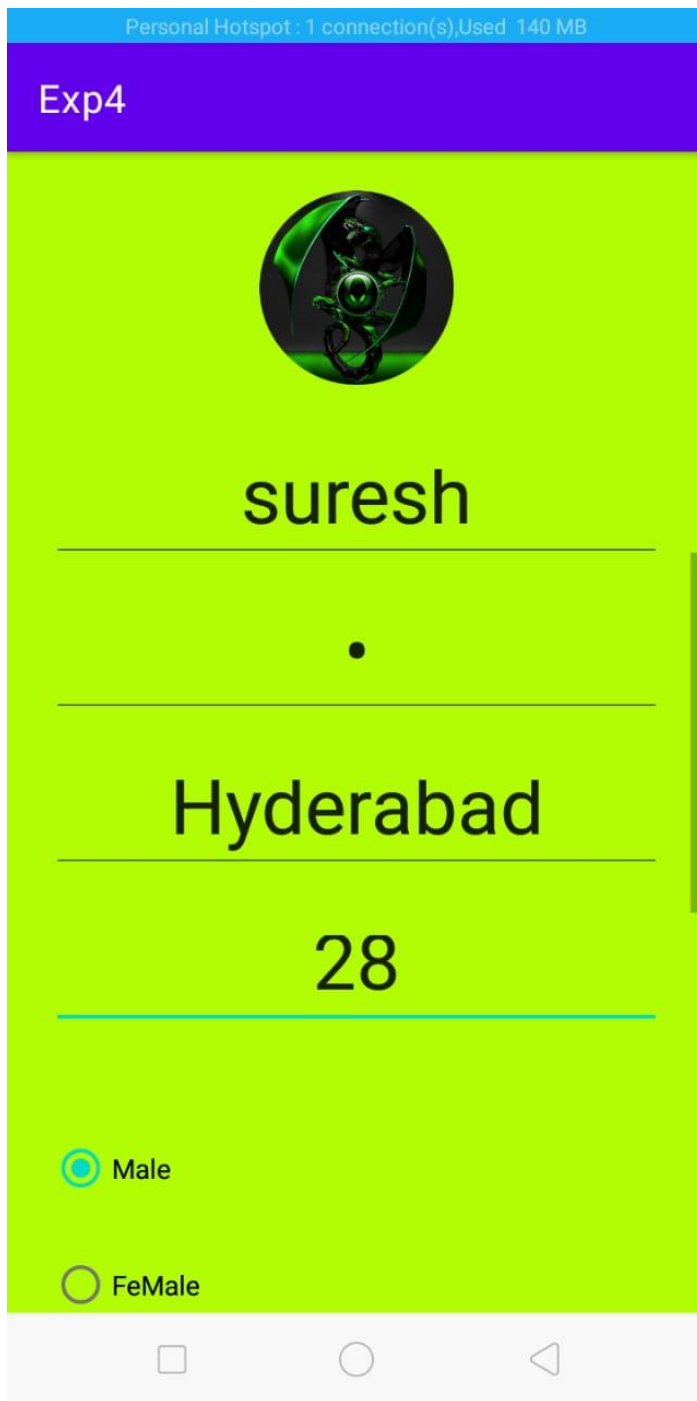 Personal Hotspot : 1 connection(s),Used 140 MB
Exp4
suresh
•
Hyderabad
28
Male
FeMale